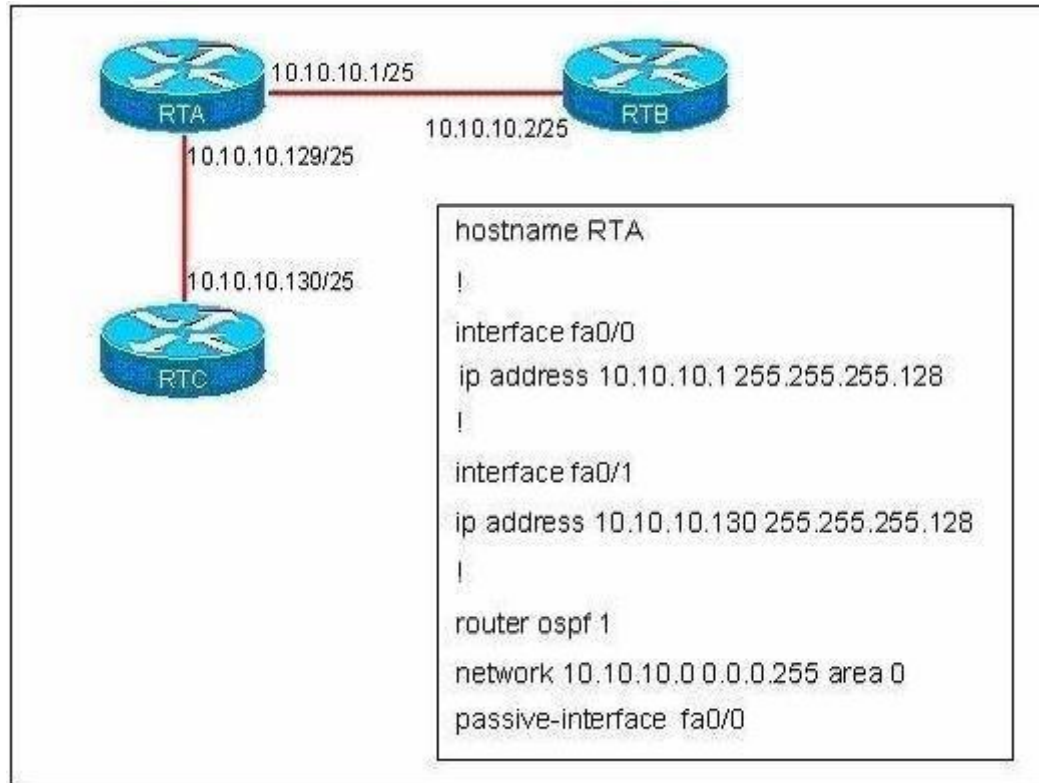 10.10.10.1/25
RTA
RTB
10.10.10.2/25
10.10.10.129/25
10.10.10.130/25
RTC
hostname RTA
!
interface fa0/0
ip address 10.10.10.1 255.255.255.128
!
interface fa0/1
ip address 10.10.10.130 255.255.255.128
!
router ospf 1
network 10.10.10.0 0.0.0.255 area 0
passive-interface fa0/0